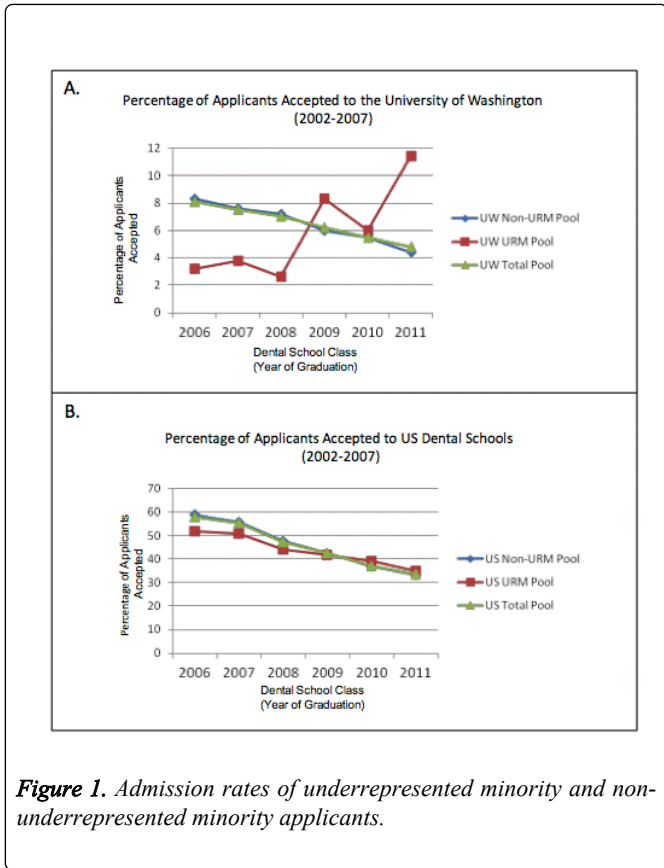 A.
Percentage of Applicants Accepted to the University of Washington
(2002-2007)
Percentage of Applicants
Accepted
12
10
8
6
4
2
0
2006 2007 2008 2009 2010 2011
Dental School Class
(Year of Graduation)
UW Non-URM Pool
UW URM Pool
UW Total Pool
B.
Percentage of Applicants Accepted to US Dental Schools
(2002-2007)
Percentage of Applicants
Accepted
70
60
50
40
30
20
10
0
2006 2007 2008 2009 2010 2011
Dental School Class
(Year of Graduation)
US Non-URM Pool
US URM Pool
US Total Pool
Figure 1. Admission rates of underrepresented minority and non-
underrepresented minority applicants.